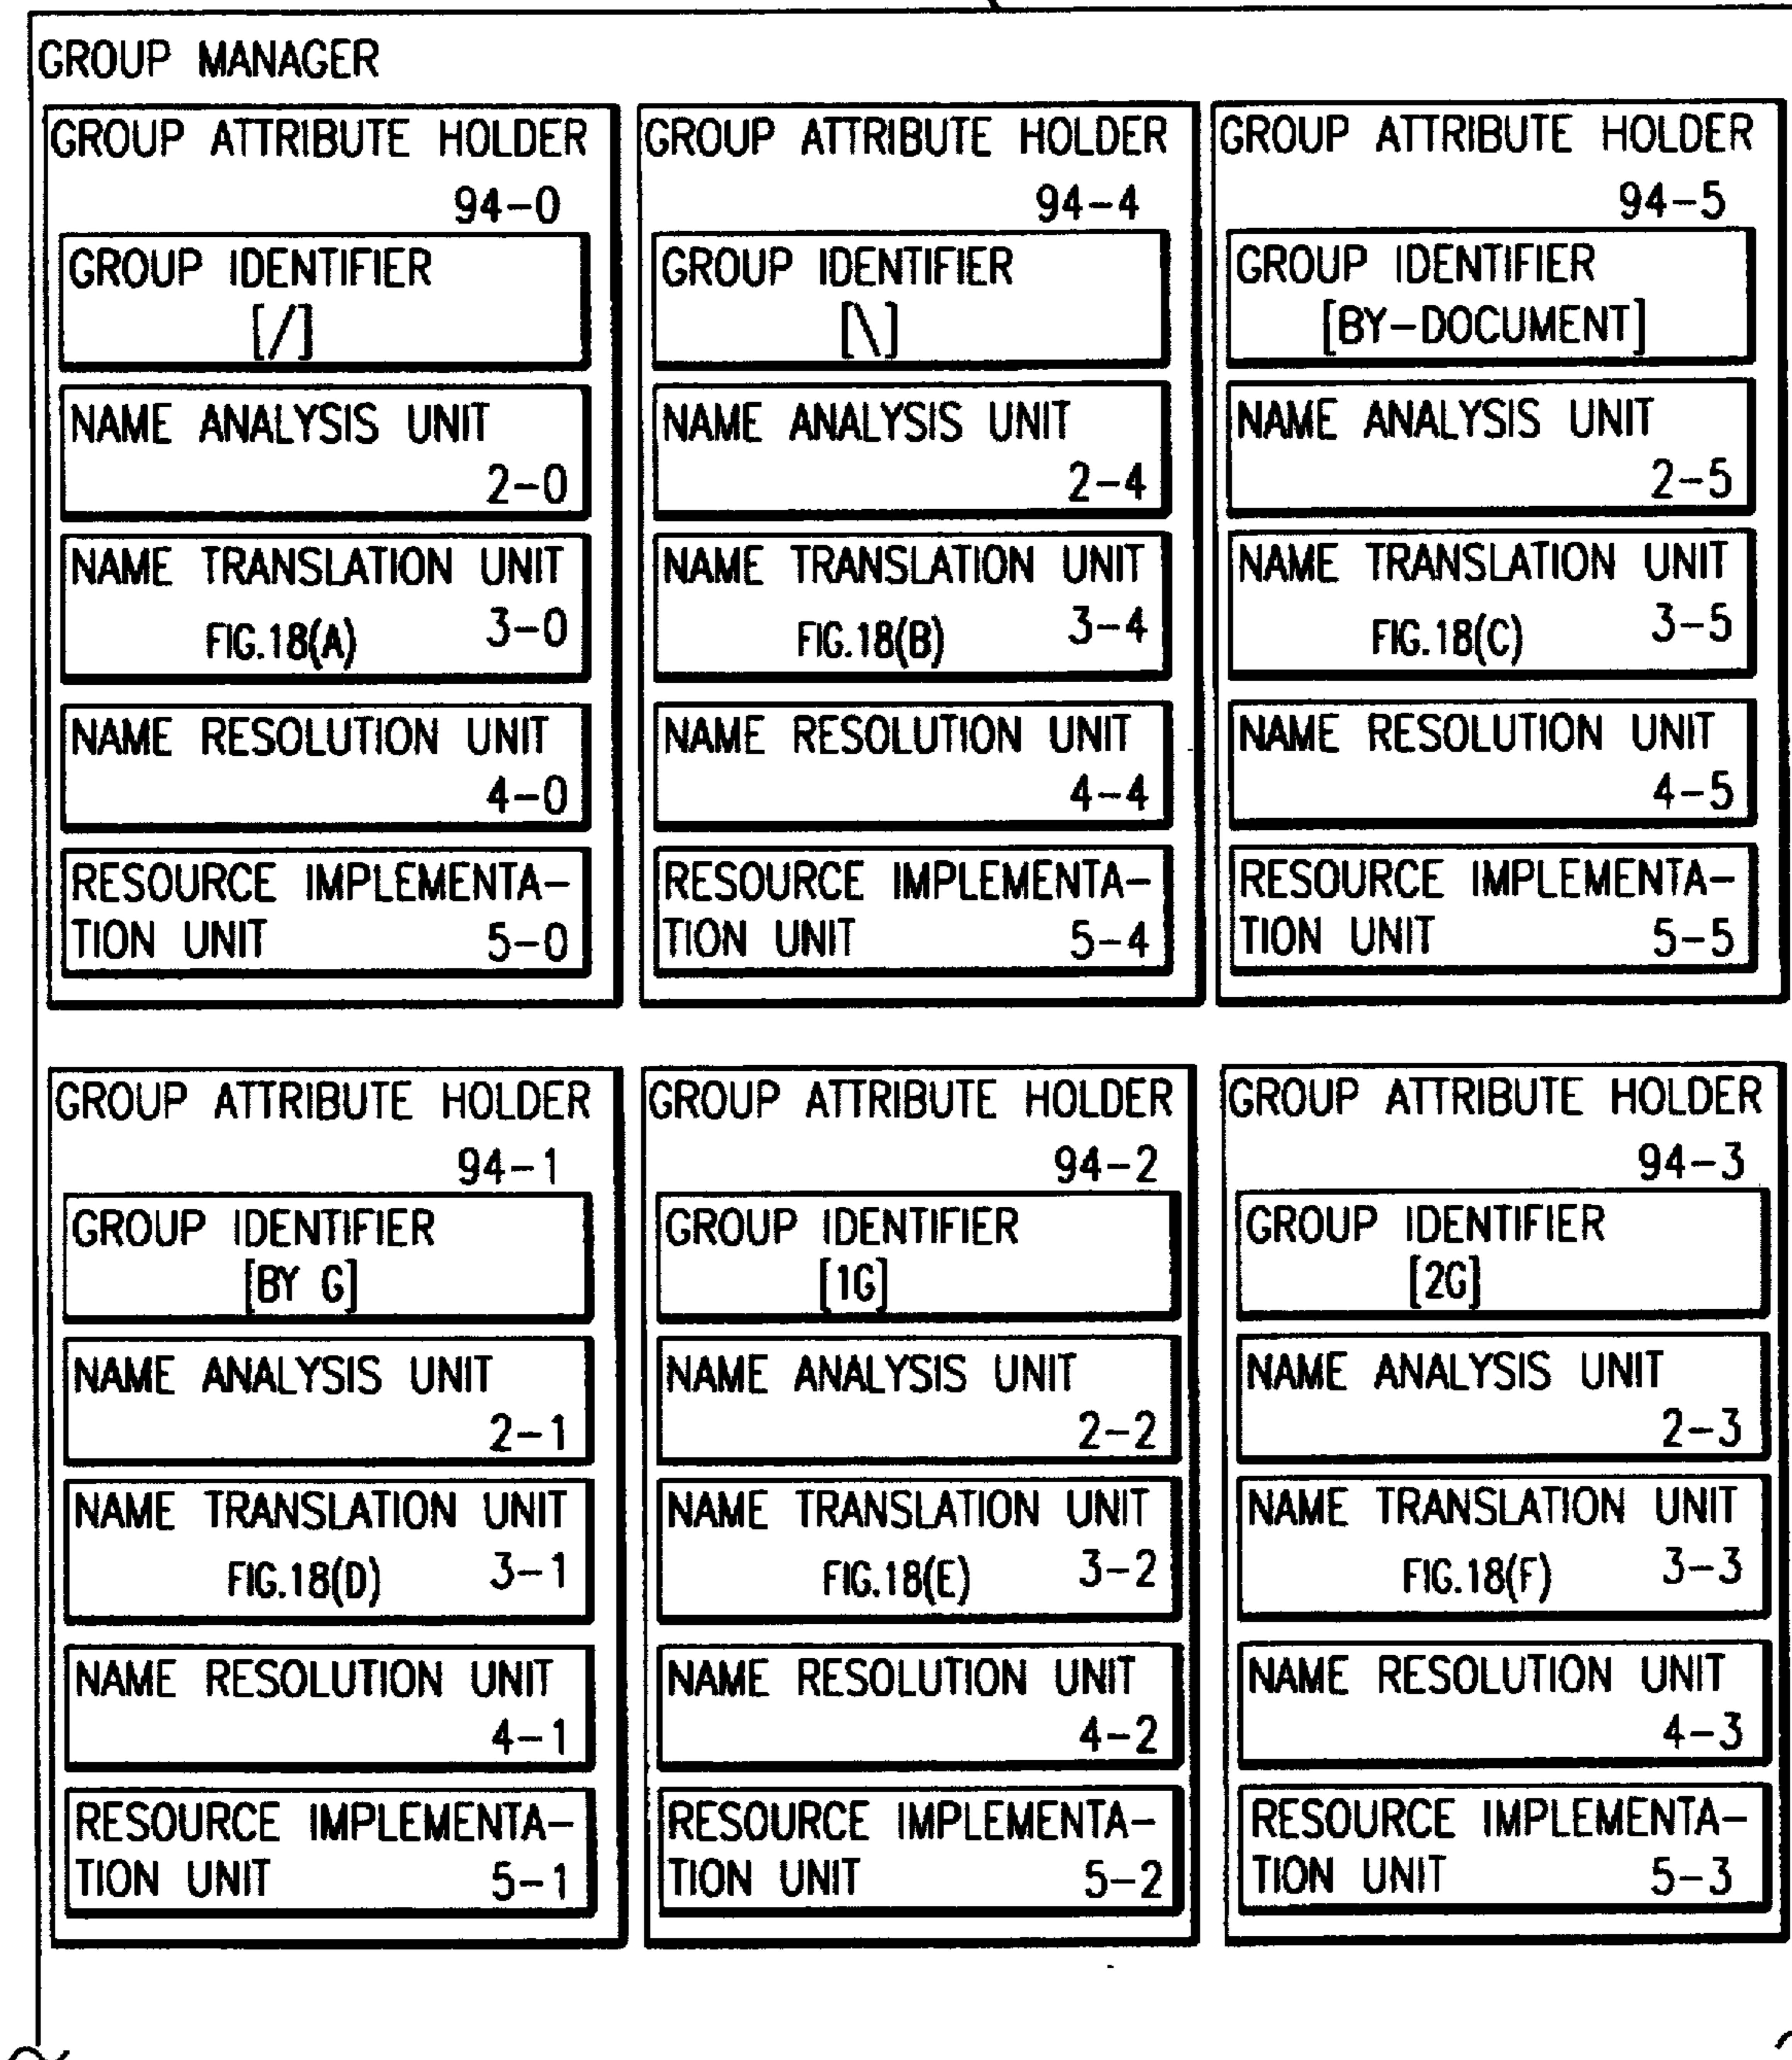 GROUP MANAGER
GROUP ATTRIBUTE HOLDER
94-0
GROUP IDENTIFIER
[/]
NAME ANALYSIS UNIT
2-0
NAME TRANSLATION UNIT
FIG.18(A) 3-0
NAME RESOLUTION UNIT
4-0
RESOURCE IMPLEMENTA-
TION UNIT 5-0
GROUP ATTRIBUTE HOLDER
94-4
GROUP IDENTIFIER
[\]
NAME ANALYSIS UNIT
2-4
NAME TRANSLATION UNIT
FIG.18(B) 3-4
NAME RESOLUTION UNIT
4-4
RESOURCE IMPLEMENTA-
TION UNIT 5-4
GROUP ATTRIBUTE HOLDER
94-5
GROUP IDENTIFIER
[BY-DOCUMENT]
NAME ANALYSIS UNIT
2-5
NAME TRANSLATION UNIT
FIG.18(C) 3-5
NAME RESOLUTION UNIT
4-5
RESOURCE IMPLEMENTA-
TION UNIT 5-5
GROUP ATTRIBUTE HOLDER
94-1
GROUP IDENTIFIER
[BY G]
NAME ANALYSIS UNIT
2-1
NAME TRANSLATION UNIT
FIG.18(D) 3-1
NAME RESOLUTION UNIT
4-1
RESOURCE IMPLEMENTA-
TION UNIT 5-1
GROUP ATTRIBUTE HOLDER
94-2
GROUP IDENTIFIER
[1G]
NAME ANALYSIS UNIT
2-2
NAME TRANSLATION UNIT
FIG.18(E) 3-2
NAME RESOLUTION UNIT
4-2
RESOURCE IMPLEMENTA-
TION UNIT 5-2
GROUP ATTRIBUTE HOLDER
94-3
GROUP IDENTIFIER
[2G]
NAME ANALYSIS UNIT
2-3
NAME TRANSLATION UNIT
FIG.18(F) 3-3
NAME RESOLUTION UNIT
4-3
RESOURCE IMPLEMENTA-
TION UNIT 5-3